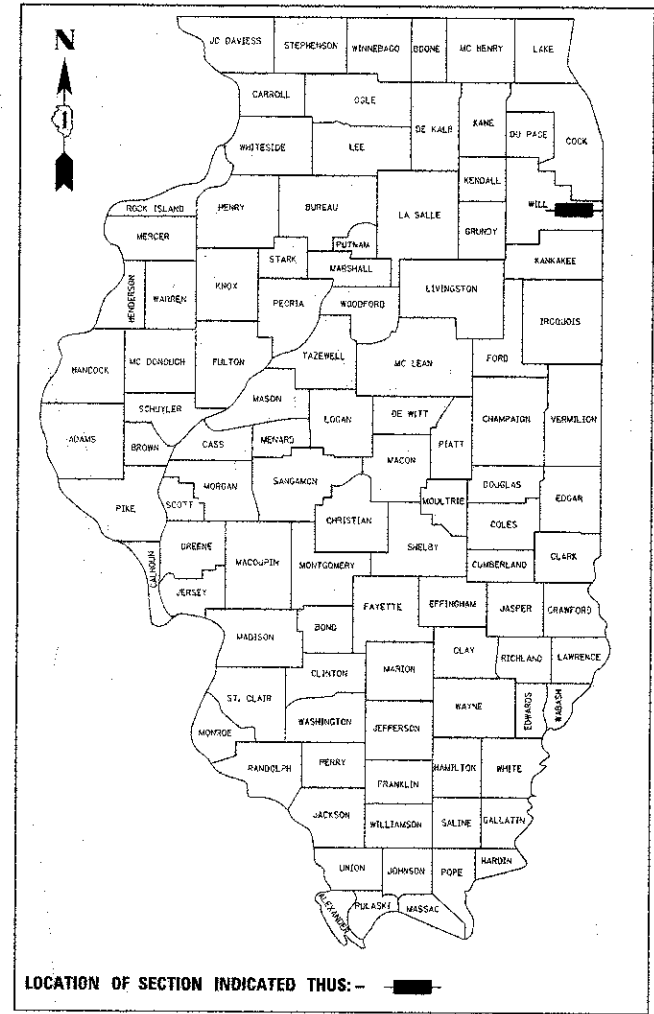 N
JO DAVIESS STEPHENSON WINNEBAGO BOONE MC HENRY LAKE
CARROLL OGLE DE KALB KANE DU PAGE COOK
WHITESIDE LEE KENDALL WILL
ROCK ISLAND HENRY BUREAU LA SALLE GRUNDY
MERCER PUTNAM KANKAKEE
STARK MARSHALL
HENDERSON WARREN KNOX PEORIA WOODFORD LIVINGSTON IROQUOIS
HANCOCK MC DONOUGH FULTON TAZEWELL MC LEAN FORD
MASON
SCHUYLER LOGAN DE WITT CHAMPAIGN VERMILION
ADAMS BROWN CASS MENARD PIATT
MACON
MORGAN SANGAMON DOUGLAS EDGAR
PIKE SCOTT MOULTRIE
CHRISTIAN COLES
GREENE MACOUPIN MONTGOMERY SHELBY CUMBERLAND CLARK
CALHOUN JERSEY
FAYETTE EFFINGHAM JASPER CRAWFORD
MADISON BOND
CLAY RICHLAND LAWRENCE
CLINTON MARION
ST. CLAIR WAYNE EDWARDS WABASH
WASHINGTON JEFFERSON
MONROE
RANDOLPH PERRY HAMILTON WHITE
FRANKLIN
JACKSON WILLIAMSON SALINE GALLATIN
UNION JOHNSON POPE HARDIN
ALEXANDER PULASKI MASSAC
LOCATION OF SECTION INDICATED THUS: -